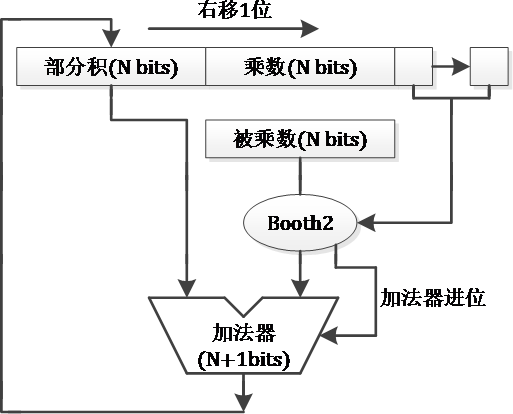 右移1位
部分积(N bits)
乘数(N bits)
被乘数(N bits)
Booth2
加法器进位
加法器
(N+1bits)